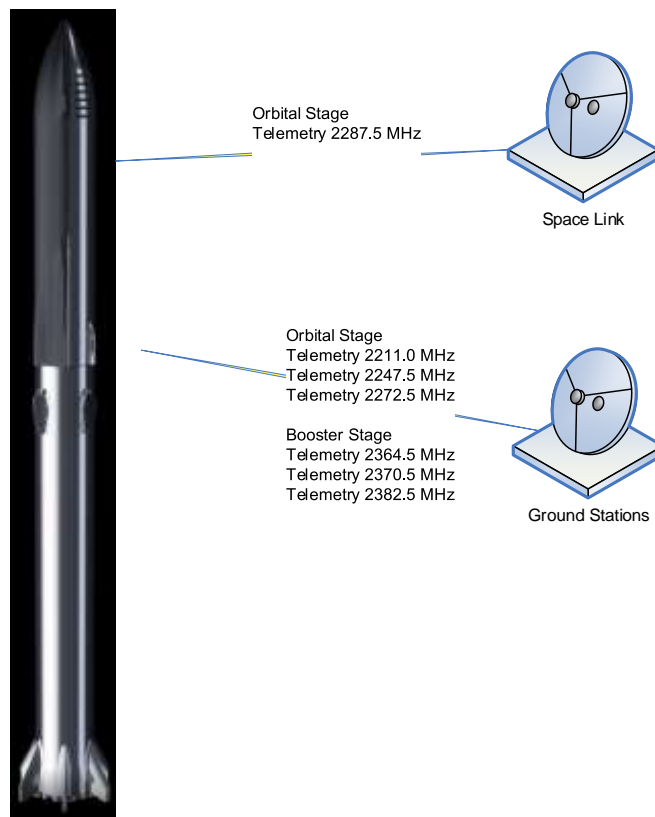 Orbital Stage
Telemetry 2287.5 MHz
Space Link
Orbital Stage
Telemetry 2211.0 MHz
Telemetry 2247.5 MHz
Telemetry 2272.5 MHz
Booster Stage
Telemetry 2364.5 MHz
Telemetry 2370.5 MHz
Telemetry 2382.5 MHz
Ground Stations